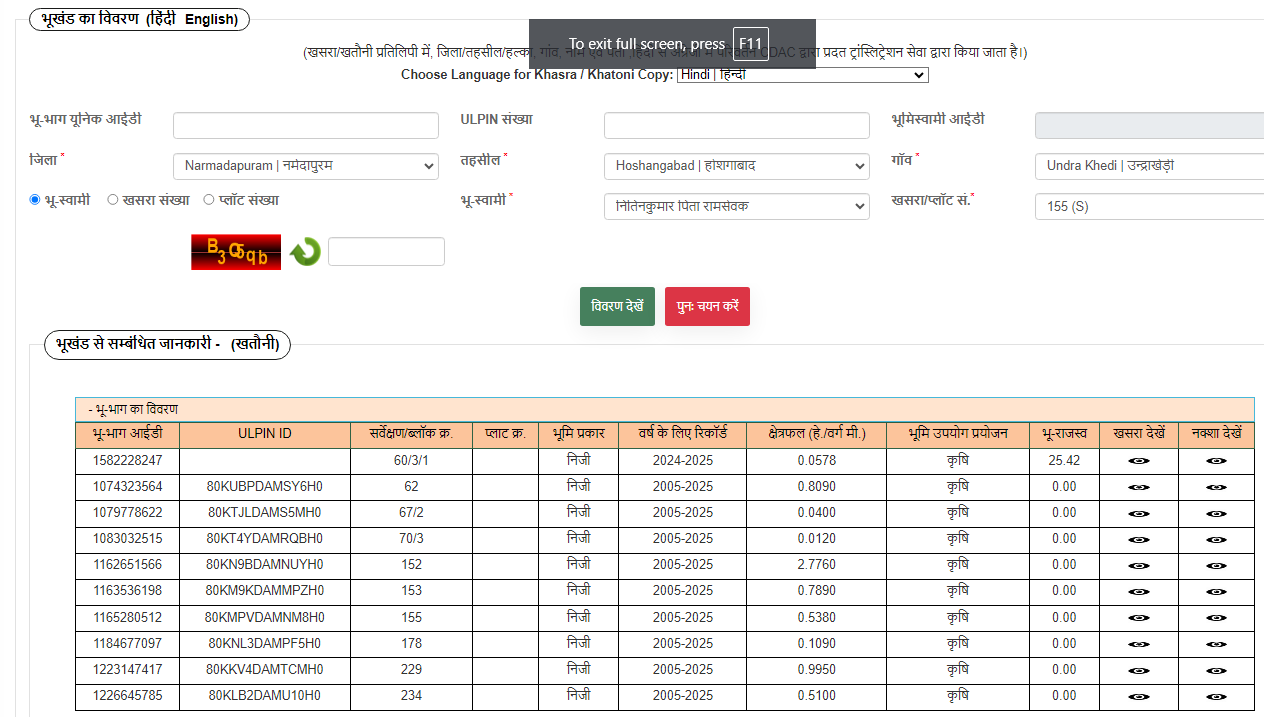 भूखंड का विवरण (हिंदी English)
To exit full screen, press F11
(खसरा/खतौनी प्रतिलिपी में, जिला/तहसील/हल्का, गाँव, नाम एवं पता ,हिंदी से अंग्रेजी में परिवर्तन CDAC द्वारा प्रदत ट्रांस्लिट्रेशन सेवा द्वारा किया जाता है।)
Choose Language for Khasra / Khatoni Copy: Hindi | हिन्दी
भू-भाग यूनिक आईडी ULPIN संख्या भूमिस्वामी आईडी
जिला * Narmadapuram | नर्मदापुरम तहसील * Hoshangabad | होशंगाबाद गाँव * Undra Khedi | उन्द्राखेड़ी
भू-स्वामी खसरा संख्या प्लॉट संख्या भू-स्वामी * नितिनकुमार पिता रामसेवक खसरा/प्लॉट सं.* 155 (S)
B3Q5qb
विवरण देखें पुनः चयन करें
भूखंड से सम्बंधित जानकारी - (खतौनी)
- भू-भाग का विवरण
भू-भाग आईडी ULPIN ID सर्वेक्षण/ब्लॉक क्र. प्लाट क्र. भूमि प्रकार वर्ष के लिए रिकॉर्ड क्षेत्रफल (हे./वर्ग मी.) भूमि उपयोग प्रयोजन भू-राजस्व खसरा देखें नक्शा देखें
1582228247 60/3/1 निजी 2024-2025 0.0578 कृषि 25.42
1074323564 80KUBPDAMSY6H0 62 निजी 2005-2025 0.8090 कृषि 0.00
1079778622 80KTJLDAMS5MH0 67/2 निजी 2005-2025 0.0400 कृषि 0.00
1083032515 80KT4YDAMRQBH0 70/3 निजी 2005-2025 0.0120 कृषि 0.00
1162651566 80KN9BDAMNUYH0 152 निजी 2005-2025 2.7760 कृषि 0.00
1163536198 80KM9KDAMMPZH0 153 निजी 2005-2025 0.7890 कृषि 0.00
1165280512 80KMPVDAMNM8H0 155 निजी 2005-2025 0.5380 कृषि 0.00
1184677097 80KNL3DAMPF5H0 178 निजी 2005-2025 0.1090 कृषि 0.00
1223147417 80KKV4DAMTCMH0 229 निजी 2005-2025 0.9950 कृषि 0.00
1226645785 80KLB2DAMU10H0 234 निजी 2005-2025 0.5100 कृषि 0.00